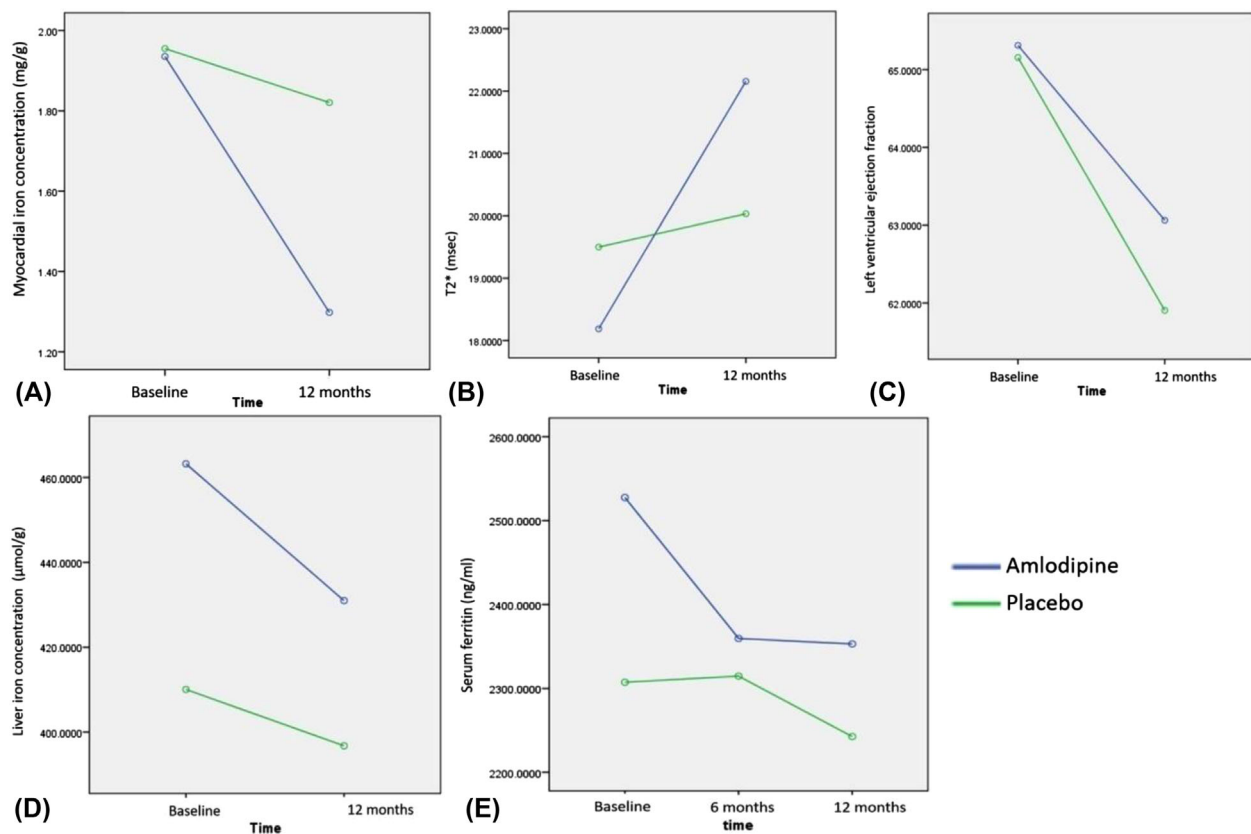 2.00
1.80
1.60
1.40
1.20
Myocardial iron concentration (mg/g)
Baseline
12 months
Time
(A)
23.0000
22.0000
21.0000
20.0000
19.0000
18.0000
T2* (msec)
Baseline
12 months
Time
(B)
65.0000
64.0000
63.0000
62.0000
Left ventricular ejection fraction
Baseline
12 months
Time
(C)
460.0000
440.0000
420.0000
400.0000
Liver iron concentration (µmol/g)
Baseline
12 months
Time
(D)
2600.0000
2500.0000
2400.0000
2300.0000
2200.0000
Serum ferritin (ng/ml)
Baseline
6 months
12 months
time
(E)
Amlodipine
Placebo